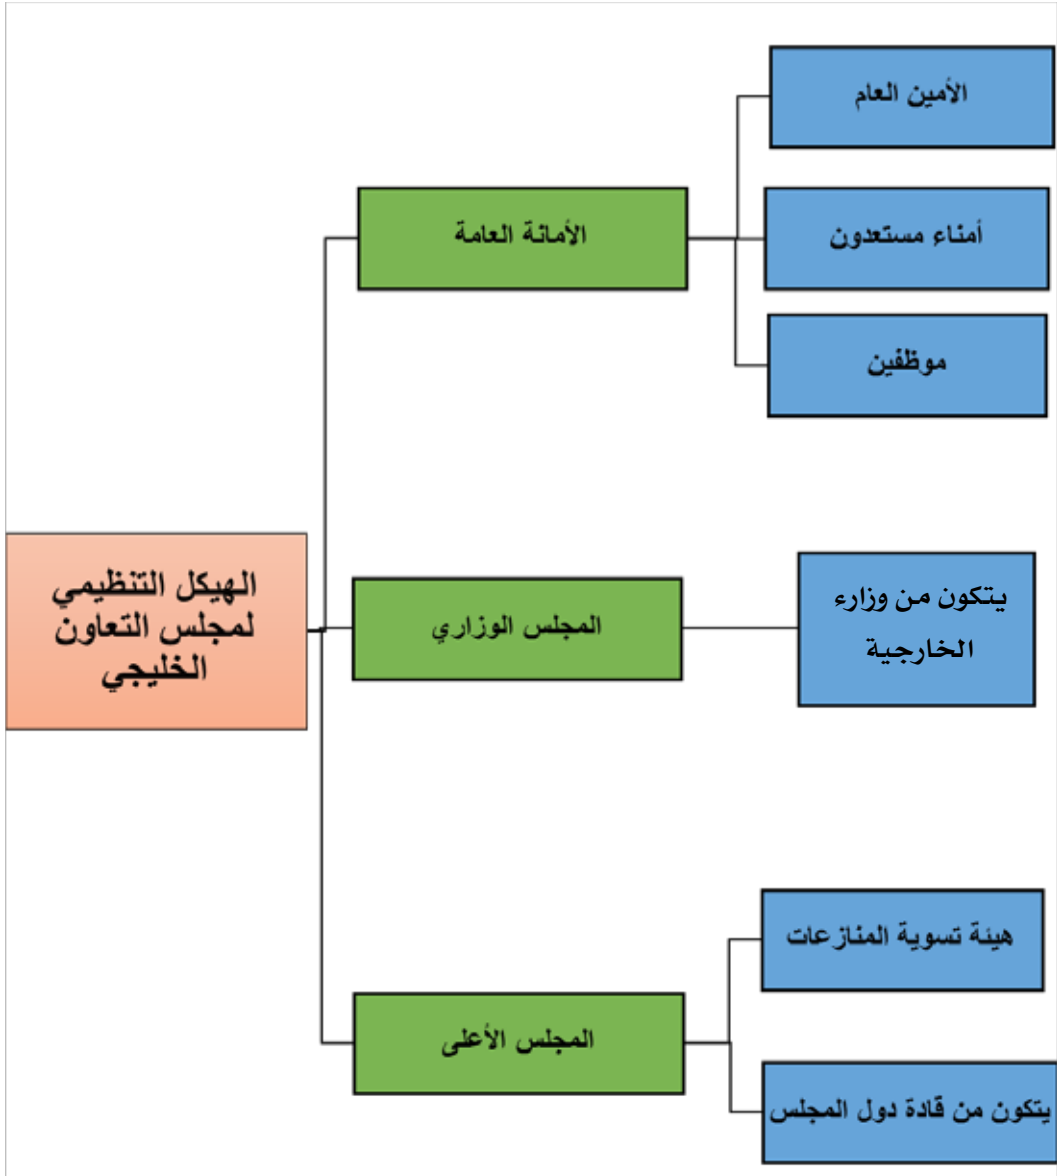 الهيكل التنظيمي
لمجلس التعاون
الخليجي
الأمانة العامة
الأمين العام
أمناء مستعدون
موظفين
المجلس الوزاري
يتكون من وزارء
الخارجية
المجلس الأعلى
هيئة تسوية المنازعات
يتكون من قادة دول المجلس